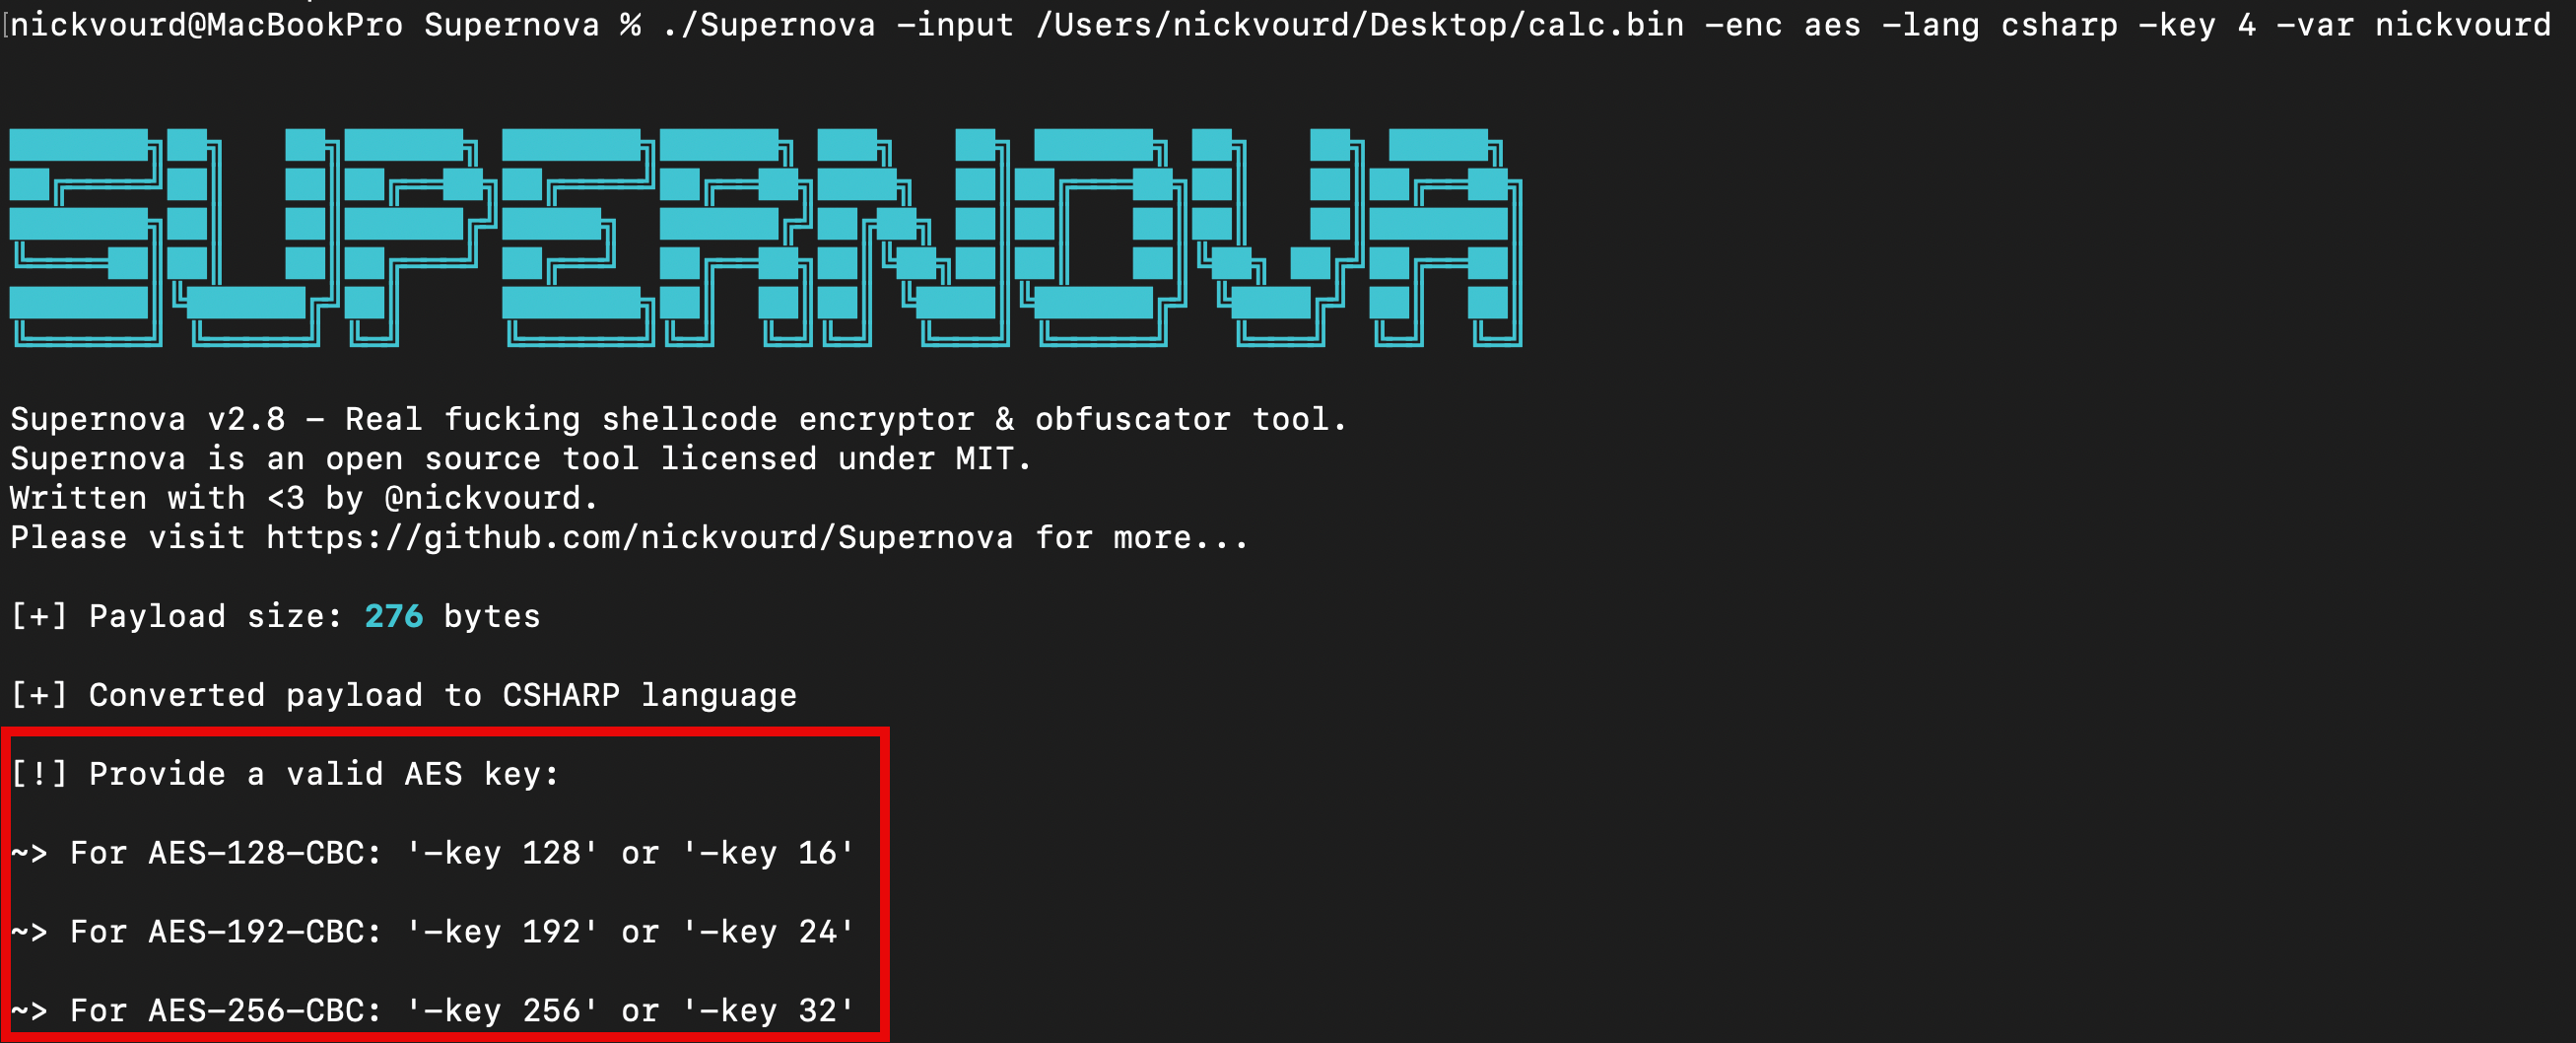 nickvourd@MacBookPro Supernova % ./Supernova -input /Users/nickvourd/Desktop/calc.bin -enc aes -lang csharp -key 4 -var nickvourd
SUPERNOVA
Supernova v2.8 - Real fucking shellcode encryptor & obfuscator tool.
Supernova is an open source tool licensed under MIT.
Written with <3 by @nickvourd.
Please visit https://github.com/nickvourd/Supernova for more...
[+] Payload size: 276 bytes
[+] Converted payload to CSHARP language
[!] Provide a valid AES key:
~> For AES-128-CBC: '-key 128' or '-key 16'
~> For AES-192-CBC: '-key 192' or '-key 24'
~> For AES-256-CBC: '-key 256' or '-key 32'